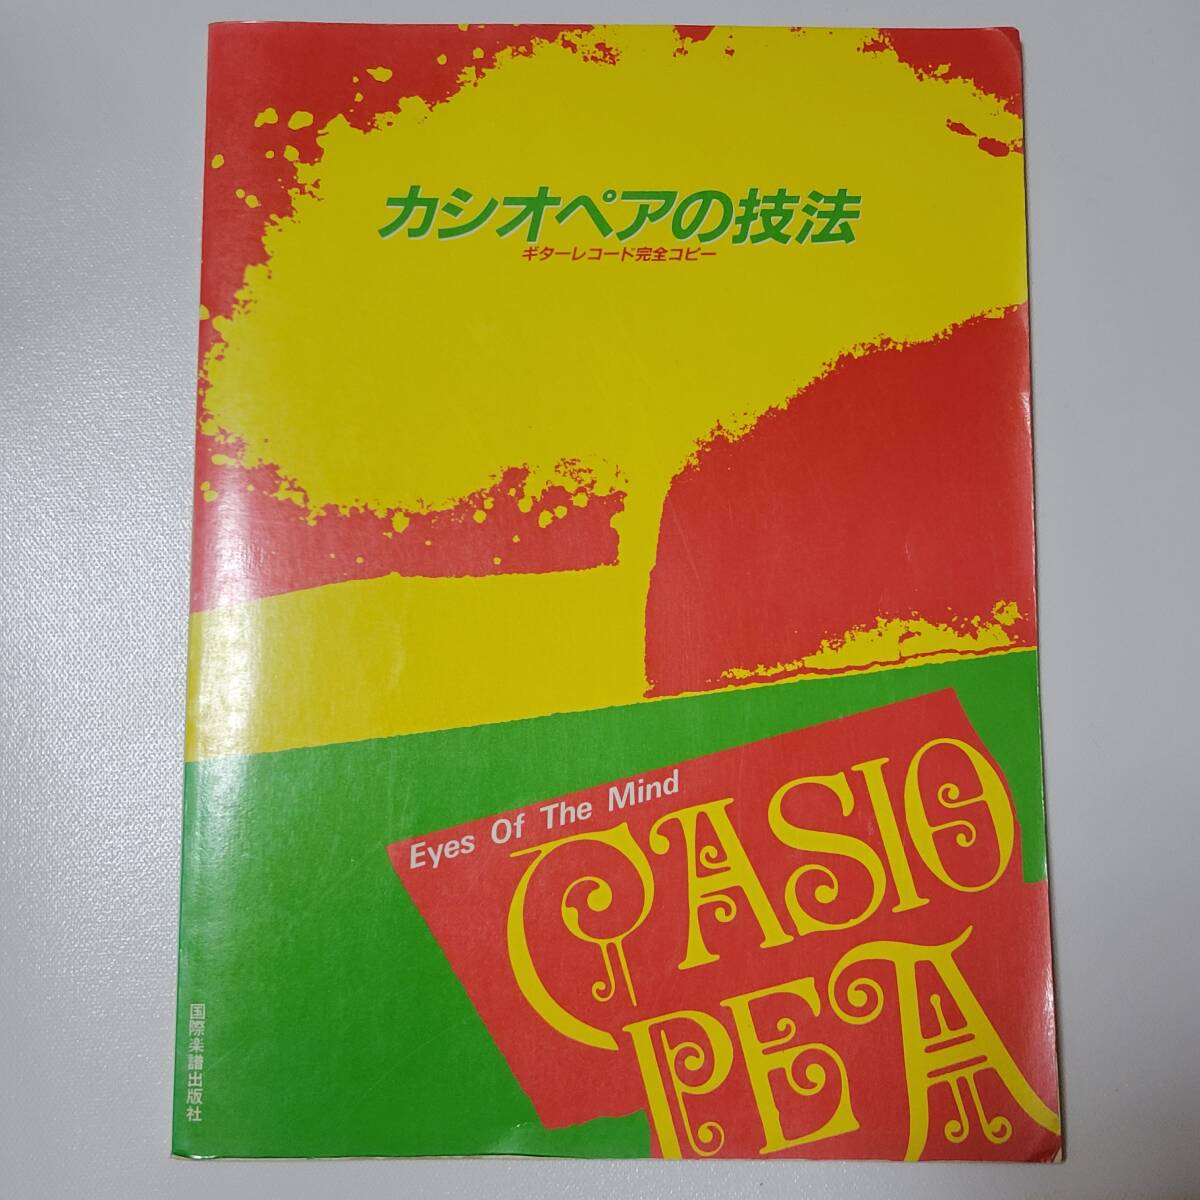 カシオペアの技法
ギターレコード完全コピー
Eyes Of The Mind
CASIO
PEA
国際楽譜出版社